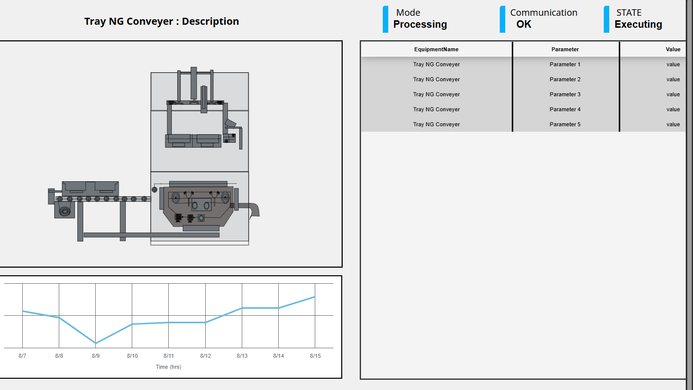 Tray NG Conveyer : Description
Mode
Processing
Communication
OK
STATE
Executing
EquipmentName Parameter Value
Tray NG Conveyer Parameter 1 value
Tray NG Conveyer Parameter 2 value
Tray NG Conveyer Parameter 3 value
Tray NG Conveyer Parameter 4 value
Tray NG Conveyer Parameter 5 value
8/7 8/8 8/9 8/10 8/11 8/12 8/13 8/14 8/15
Time (hrs)